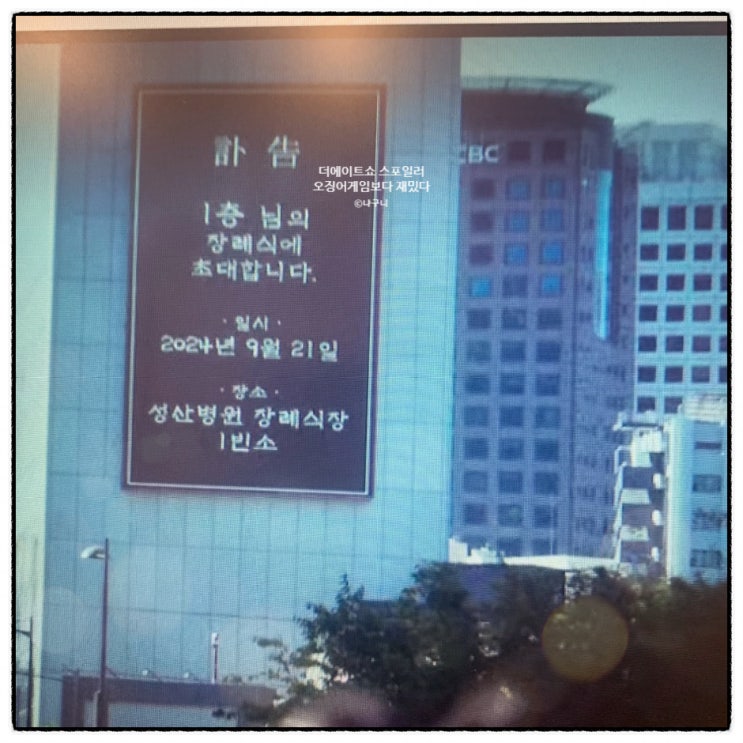 訃 告
1층 님의
장례식에
초대합니다.
· 일시 ·
2024년 9월 21일
· 장소 ·
성산병원 장례식장
1빈소
더에이트쇼 스포일러
오징어게임보다 재밌다
©나구니
CBC